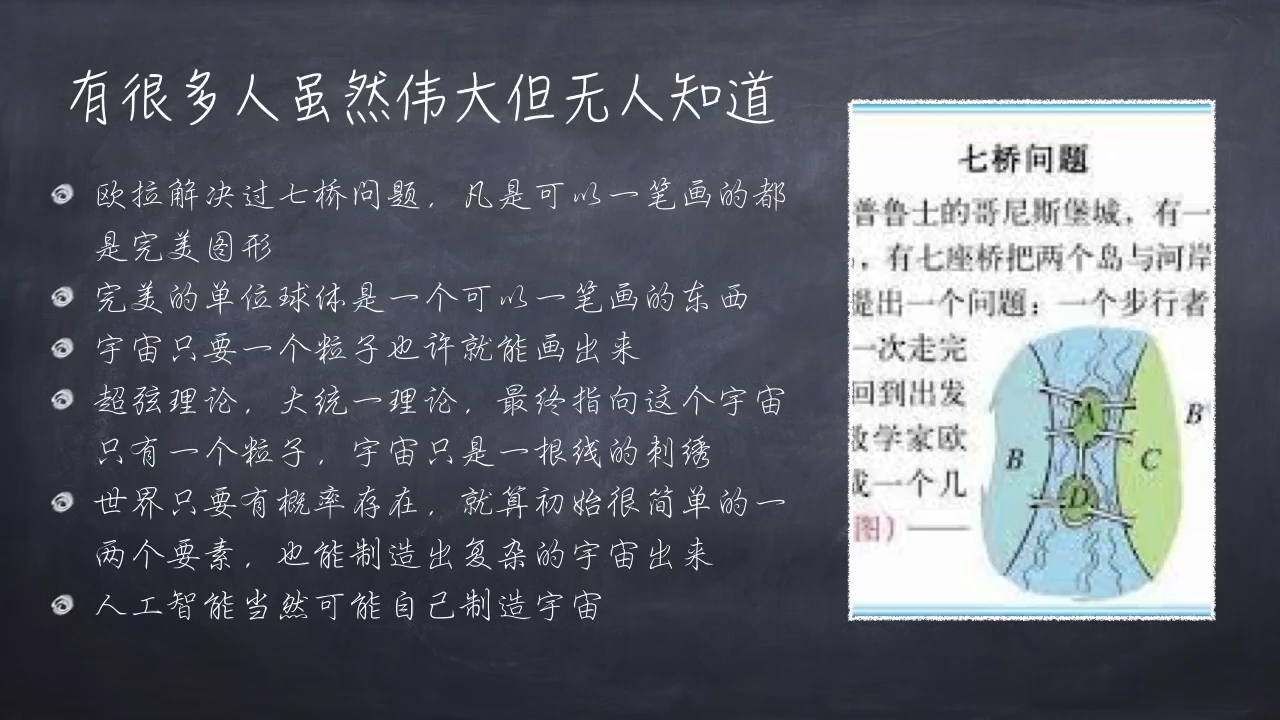 有很多人虽然伟大但无人知道
欧拉解决过七桥问题，凡是可以一笔画的都
是完美图形
完美的单位球体是一个可以一笔画的东西
宇宙只要一个粒子也许就能画出来
超弦理论，大统一理论，最终指向这个宇宙
只有一个粒子，宇宙只是一根线的刺绣
世界只要有概率存在，就算初始很简单的一
两个要素，也能制造出复杂的宇宙出来
人工智能当然可能自己制造宇宙
七桥问题
普鲁士的哥尼斯堡城，有一
，有七座桥把两个岛与河岸
提出一个问题：一个步行者
一次走完
回到出发
数学家欧
成一个几
图）——
A
B
C
D
B